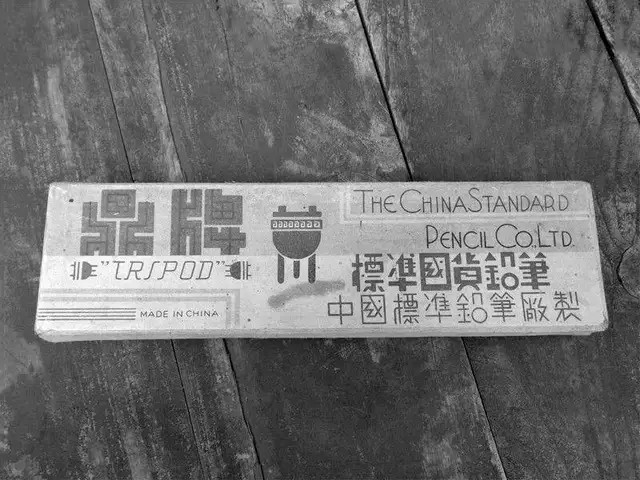 鼎牌
"TRIPOD"
MADE IN CHINA
THE CHINA STANDARD
PENCIL CO. LTD.
標準國貨鉛筆
中國標準鉛筆廠製